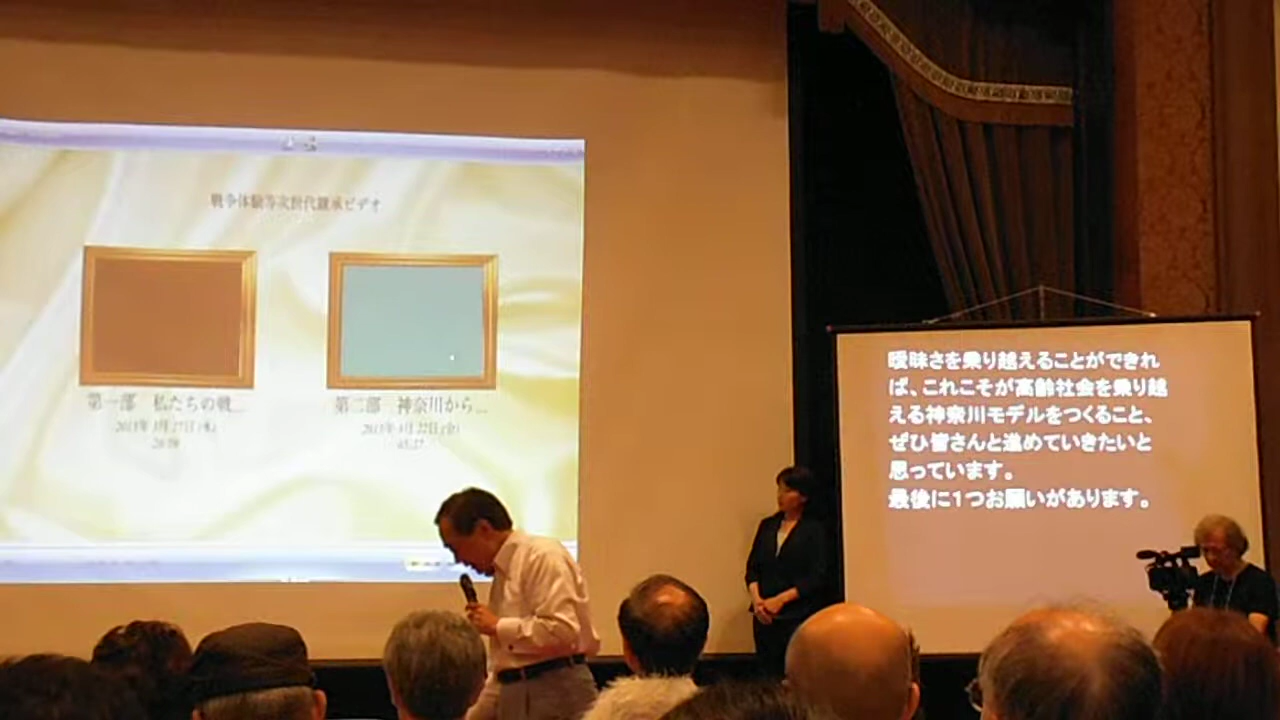 戦争体験等次世代継承ビデオ
第一部 私たちの戦...
第二部 神奈川から...
曖昧さを乗り越えることができれ
ば、これこそが高齢社会を乗り越
える神奈川モデルをつくること、
ぜひ皆さんと進めていきたいと
思っています。
最後に1つお願いがあります。